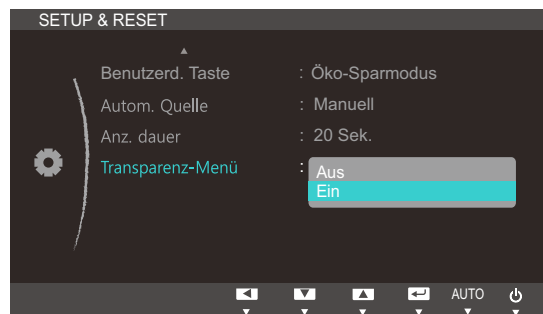 SETUP & RESET
Benutzerd. Taste : Öko-Sparmodus
Autom. Quelle : Manuell
Anz. dauer : 20 Sek.
Transparenz-Menü : Aus
Ein
AUTO